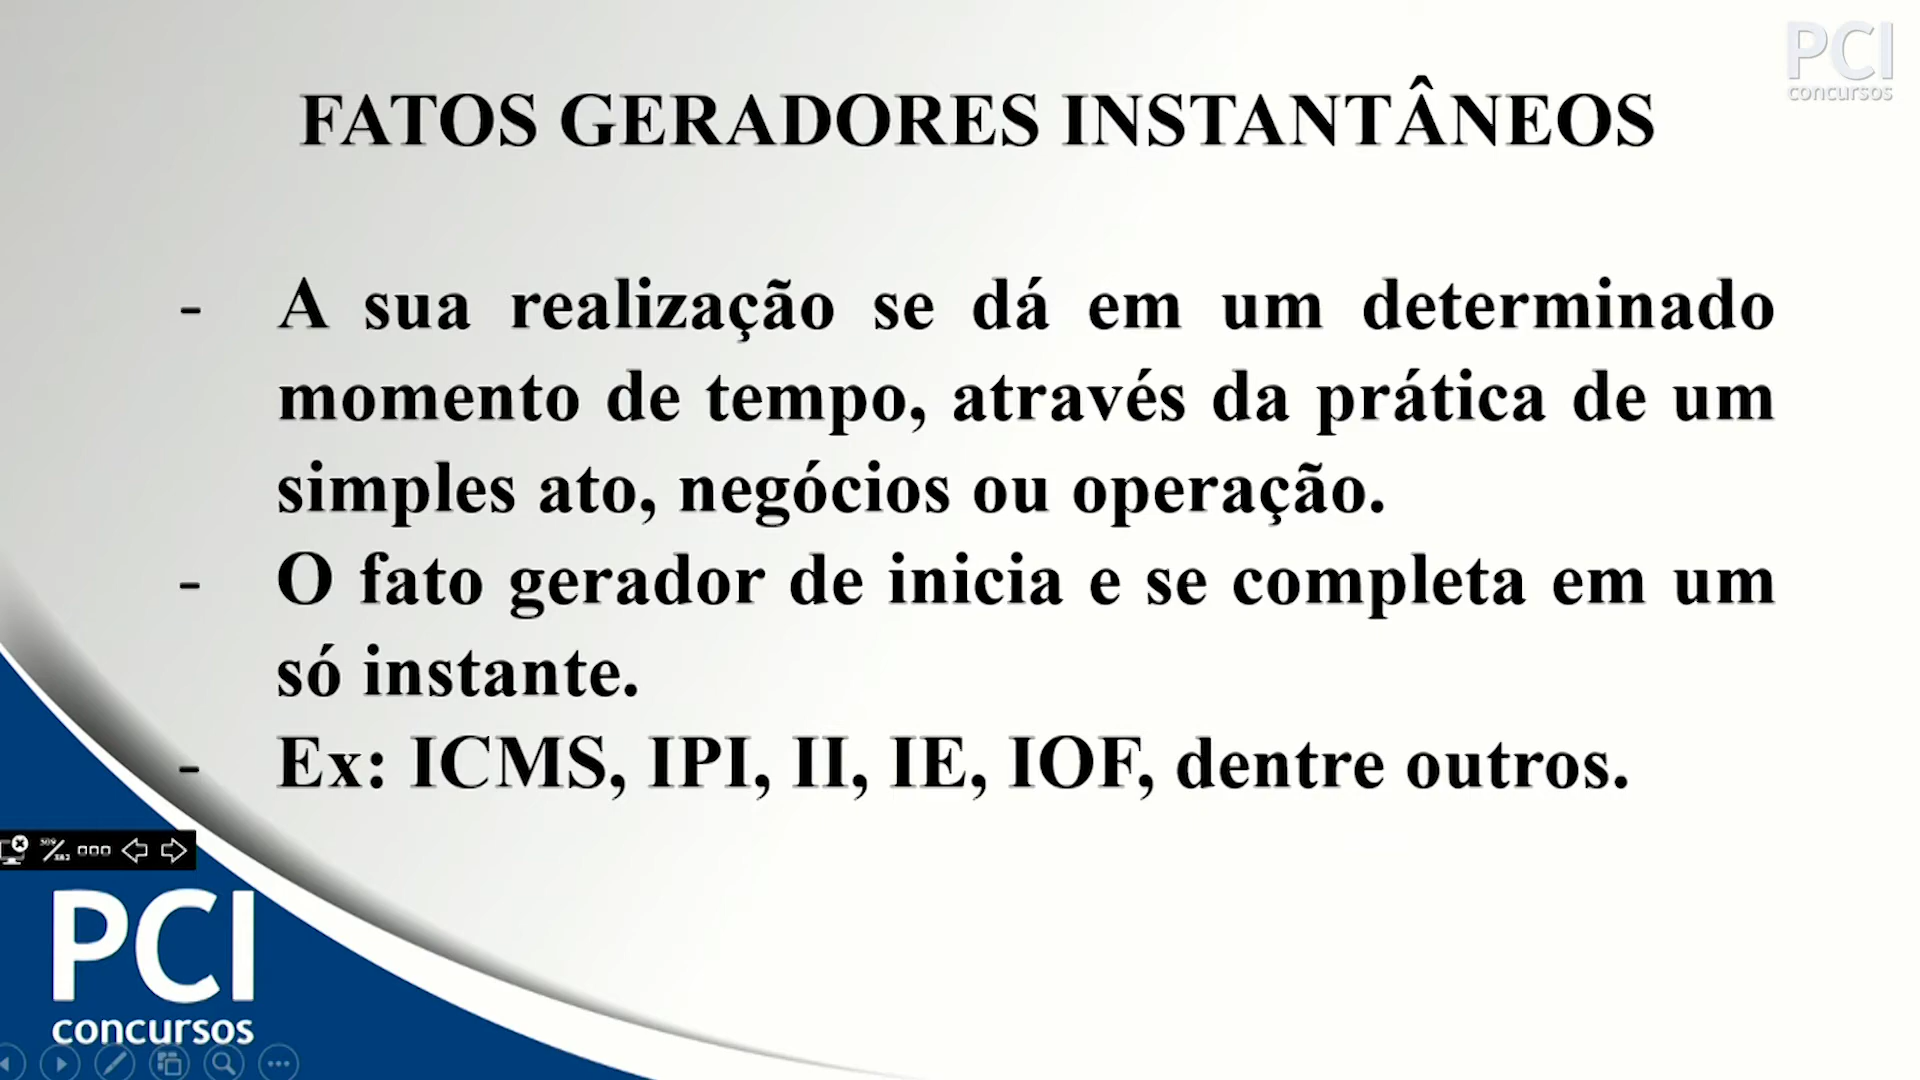 PCI
concursos
FATOS GERADORES INSTANTÂNEOS
- A sua realização se dá em um determinado
momento de tempo, através da prática de um
simples ato, negócios ou operação.
- O fato gerador de inicia e se completa em um
só instante.
- Ex: ICMS, IPI, II, IE, IOF, dentre outros.
PCI
concursos